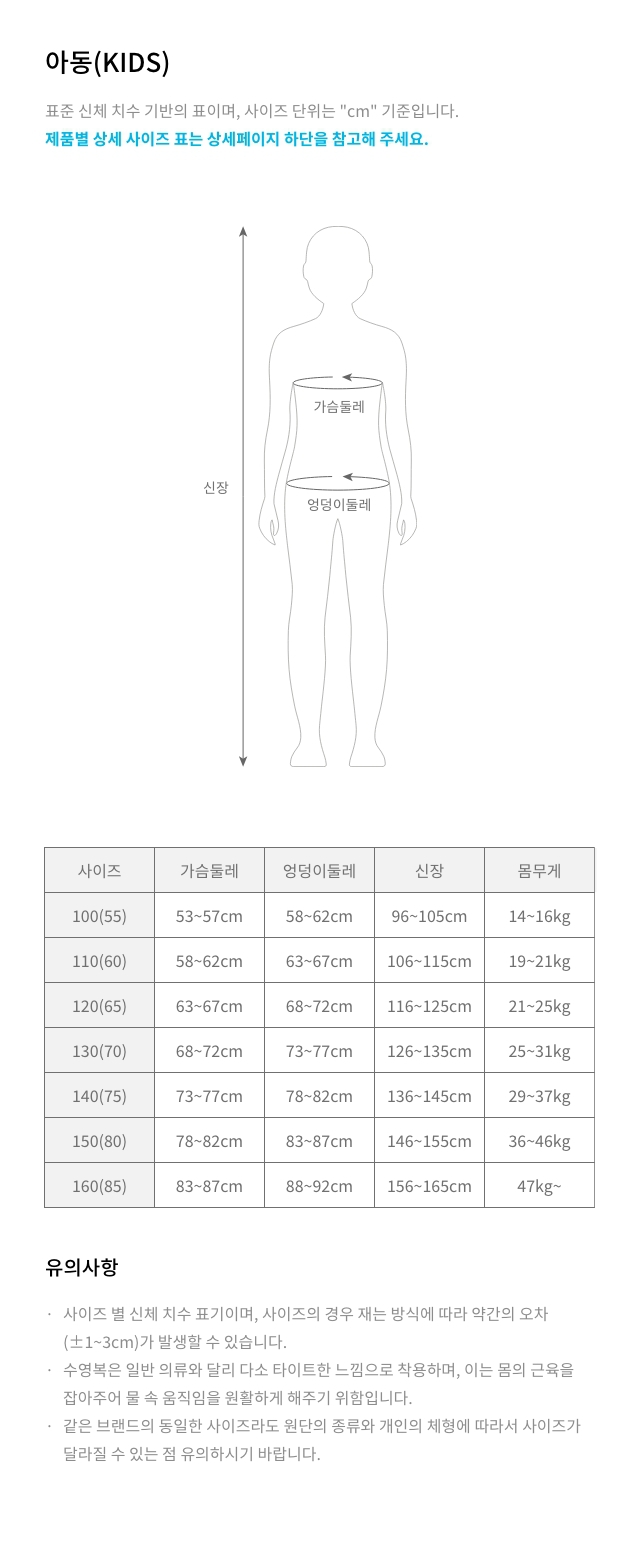 아동(KIDS)
표준 신체 치수 기반의 표이며, 사이즈 단위는 "cm" 기준입니다.
제품별 상세 사이즈 표는 상세페이지 하단을 참고해 주세요.
가슴둘레
신장
엉덩이둘레
사이즈 가슴둘레 엉덩이둘레 신장 몸무게
100(55) 53~57cm 58~62cm 96~105cm 14~16kg
110(60) 58~62cm 63~67cm 106~115cm 19~21kg
120(65) 63~67cm 68~72cm 116~125cm 21~25kg
130(70) 68~72cm 73~77cm 126~135cm 25~31kg
140(75) 73~77cm 78~82cm 136~145cm 29~37kg
150(80) 78~82cm 83~87cm 146~155cm 36~46kg
160(85) 83~87cm 88~92cm 156~165cm 47kg~
유의사항
· 사이즈 별 신체 치수 표기이며, 사이즈의 경우 재는 방식에 따라 약간의 오차
(±1~3cm)가 발생할 수 있습니다.
· 수영복은 일반 의류와 달리 다소 타이트한 느낌으로 착용하며, 이는 몸의 근육을
잡아주어 물 속 움직임을 원활하게 해주기 위함입니다.
· 같은 브랜드의 동일한 사이즈라도 원단의 종류와 개인의 체형에 따라서 사이즈가
달라질 수 있는 점 유의하시기 바랍니다.